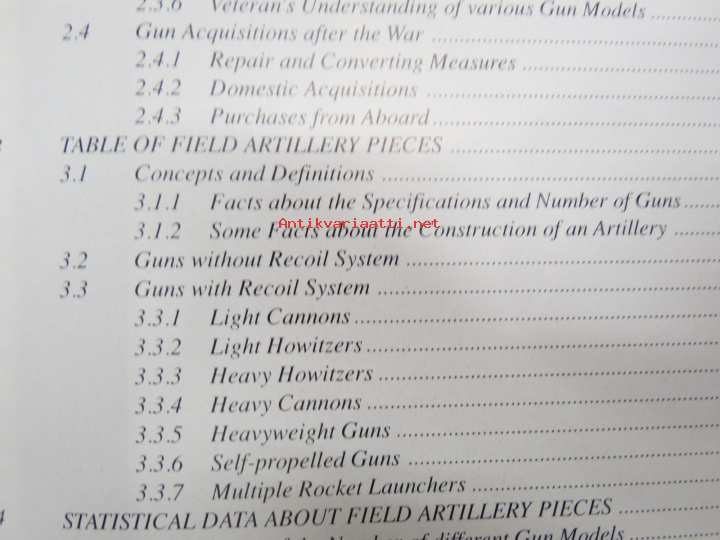 2.3.6 Veteran's Understanding of various Gun Models
2.4 Gun Acquisitions after the War
2.4.1 Repair and Converting Measures
2.4.2 Domestic Acquisitions
2.4.3 Purchases from Aboard
TABLE OF FIELD ARTILLERY PIECES
3.1 Concepts and Definitions
3.1.1 Facts about the Specifications and Number of Guns
Antikvariaatti.net
3.1.2 Some Facts about the Construction of an Artillery
3.2 Guns without Recoil System
3.3 Guns with Recoil System
3.3.1 Light Cannons
3.3.2 Light Howitzers
3.3.3 Heavy Howitzers
3.3.4 Heavy Cannons
3.3.5 Heavyweight Guns
3.3.6 Self-propelled Guns
3.3.7 Multiple Rocket Launchers
4 STATISTICAL DATA ABOUT FIELD ARTILLERY PIECES
the Number of different Gun Models